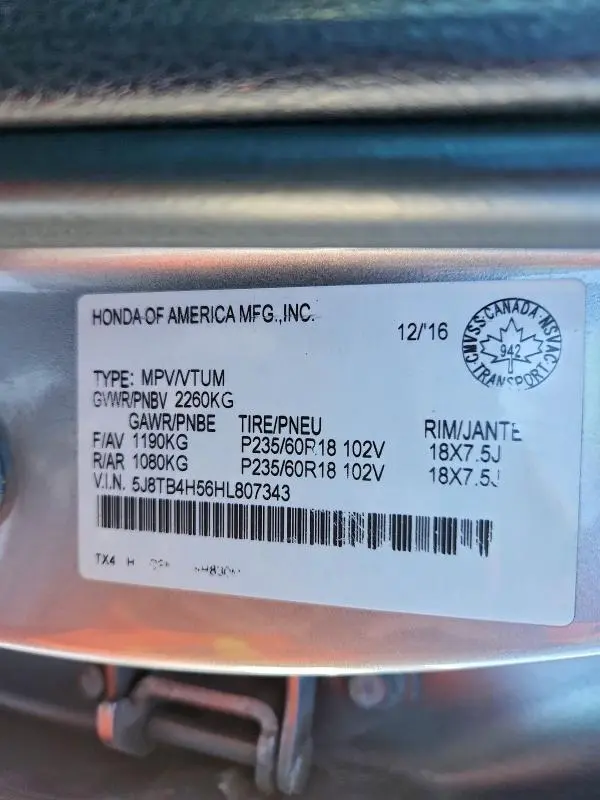 HONDA OF AMERICA MFG.,INC.
12/'16
CMVSS·CANADA·NSVAC
942
·TRANSPORT·
TYPE: MPV/VTUM
GVWR/PNBV 2260KG
GAWR/PNBE TIRE/PNEU RIM/JANTE
F/AV 1190KG P235/60R18 102V 18X7.5J
R/AR 1080KG P235/60R18 102V 18X7.5J
V.I.N. 5J8TB4H56HL807343
TX4 H